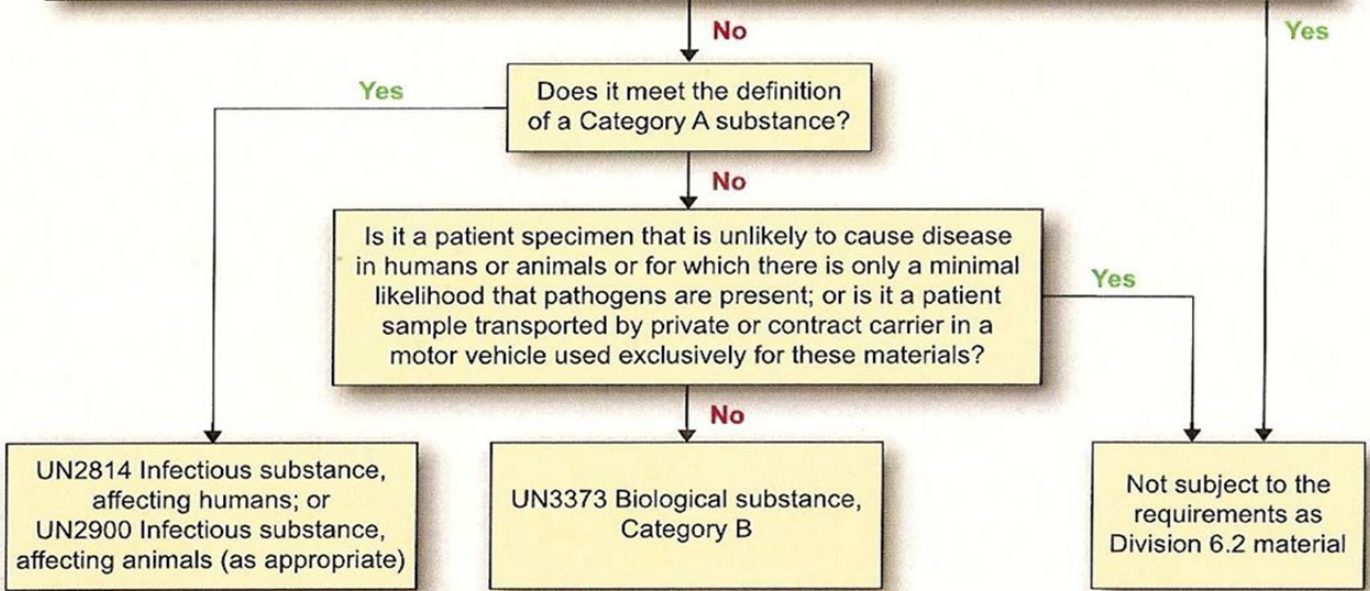 No
Yes
Yes
Does it meet the definition
of a Category A substance?
No
Is it a patient specimen that is unlikely to cause disease
in humans or animals or for which there is only a minimal
likelihood that pathogens are present; or is it a patient
sample transported by private or contract carrier in a
motor vehicle used exclusively for these materials?
Yes
No
UN2814 Infectious substance,
affecting humans; or
UN2900 Infectious substance,
affecting animals (as appropriate)
UN3373 Biological substance,
Category B
Not subject to the
requirements as
Division 6.2 material